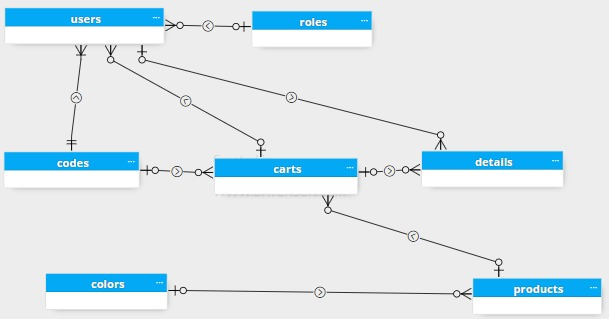 users ...
roles ...
codes ...
carts ...
details ...
colors ...
products ...